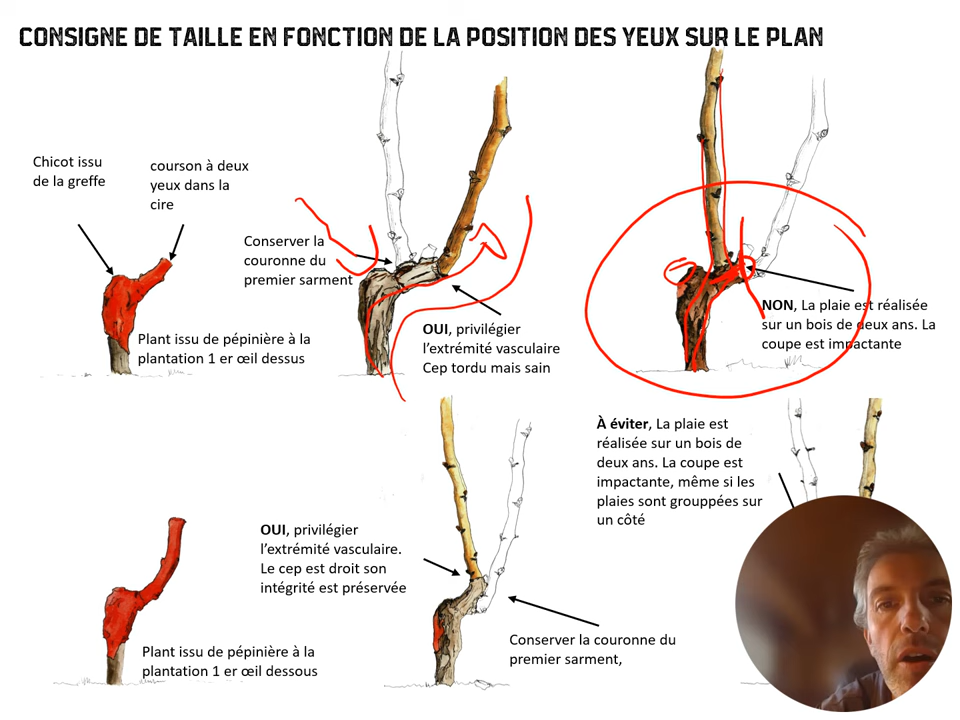 CONSIGNE DE TAILLE EN FONCTION DE LA POSITION DES YEUX SUR LE PLAN
Chicot issu
de la greffe
courson à deux
yeux dans la
cire
Conserver la
couronne du
premier sarment
Plant issu de pépinière à la
plantation 1 er œil dessus
OUI, privilégier
l’extrémité vasculaire
Cep tordu mais sain
NON, La plaie est réalisée
sur un bois de deux ans. La
coupe est impactante
À éviter, La plaie est
réalisée sur un bois de
deux ans. La coupe est
impactante, même si les
plaies sont grouppées sur
un côté
OUI, privilégier
l’extrémité vasculaire.
Le cep est droit son
intégrité est préservée
Plant issu de pépinière à la
plantation 1 er œil dessous
Conserver la couronne du
premier sarment,